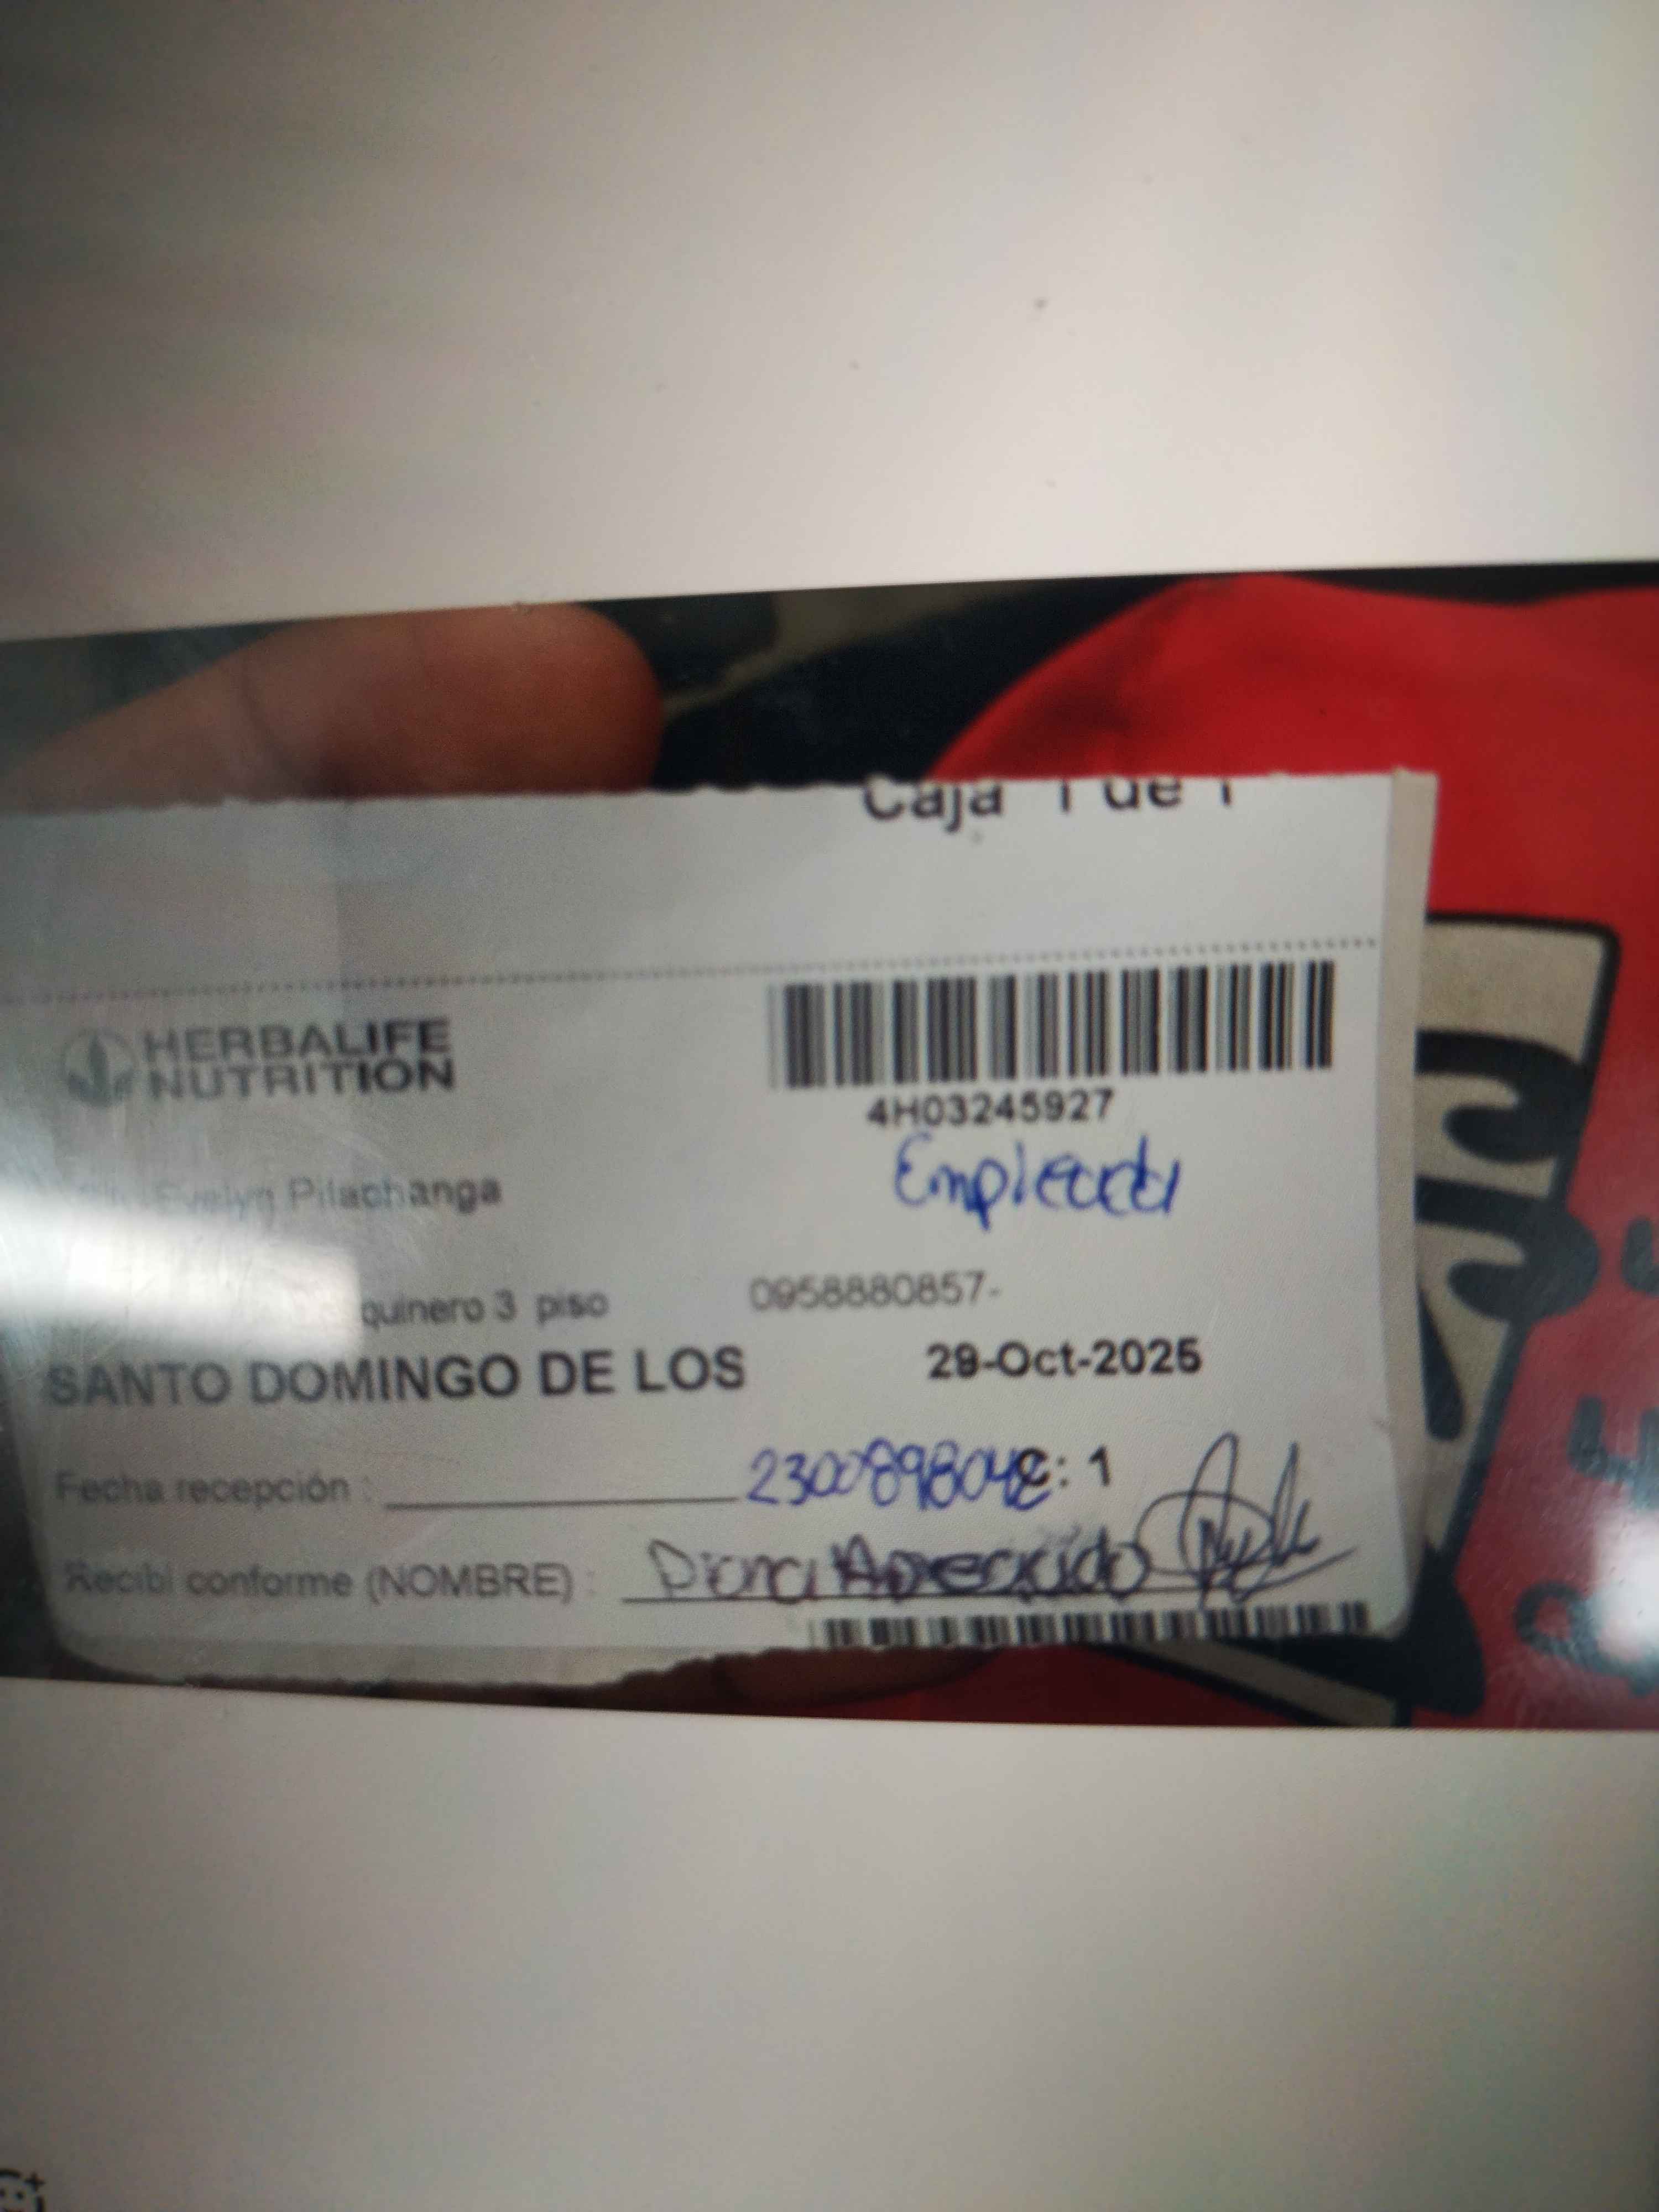 Caja 1 de 1
HERBALIFE
NUTRITION
4H03245927
Empleada
Evelyn Pilachanga
quinero 3 piso 0958880857-
SANTO DOMINGO DE LOS 29-Oct-2025
Fecha recepción : : 1
Recibi conforme (NOMBRE) : Diana